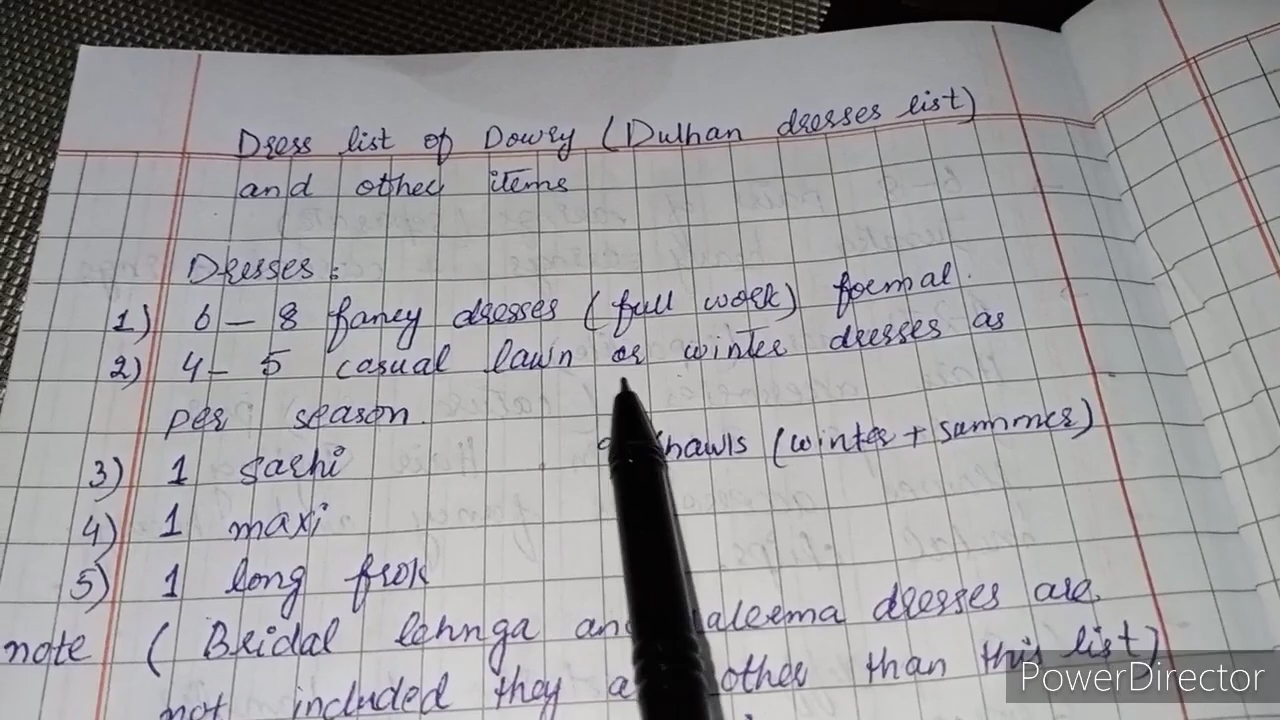 Dress list of Dowry (Dulhan dresses list)
and other items
Dresses:
1) 6 – 8 fancy dresses (full work) formal.
2) 4 – 5 casual lawn or winter dresses as
per season.
3) 1 sarhi
shawls (winter + summer)
4) 1 maxi
5) 1 long frok
note ( Bridal lehnga and waleema dresses are
not included they are other than this list)
PowerDirector